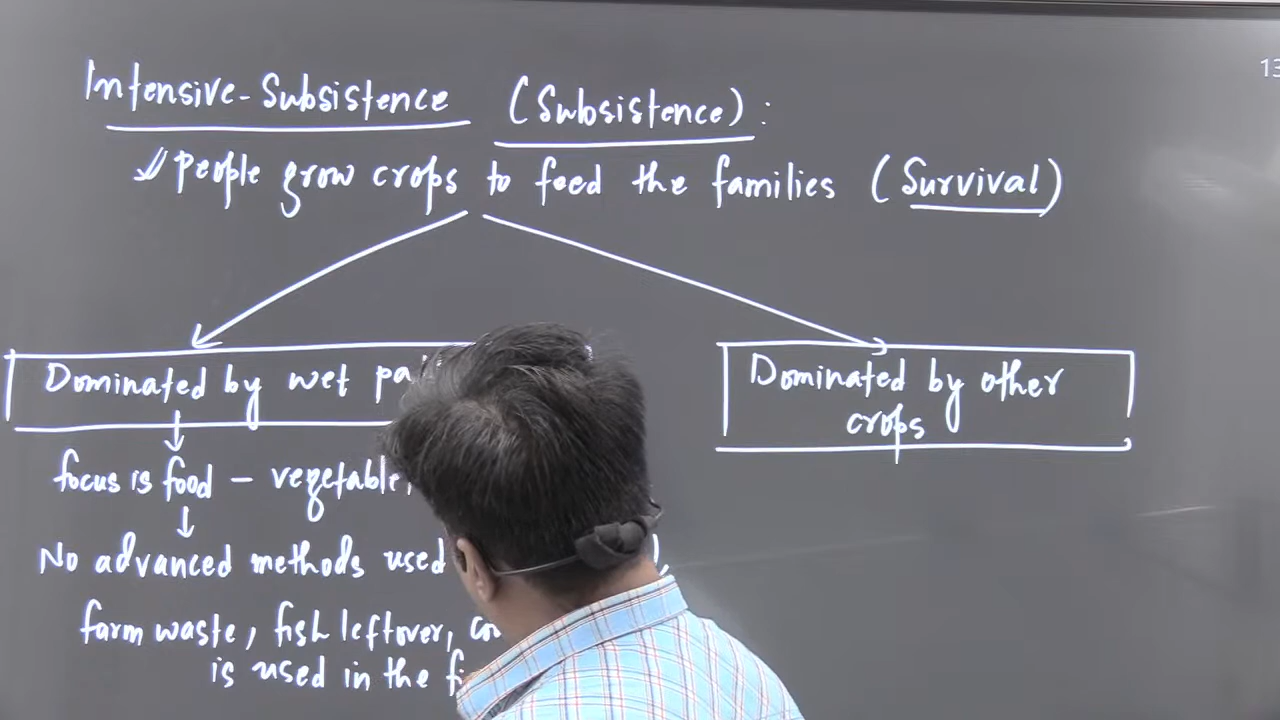 13
Intensive-Subsistence (Subsistence):
People grow crops to feed the families (Survival)
Dominated by wet
Dominated by other
crops
focus is food - vegetable,
No advanced methods used
farm waste, fish leftover,
is used in the